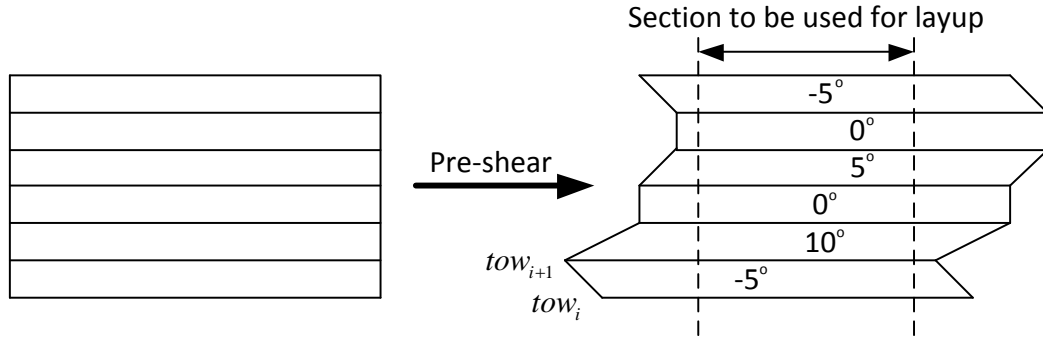 Section to be used for layup
-5°
0°
Pre-shear
5°
0°
10°
tow_{i+1}
-5°
tow_i